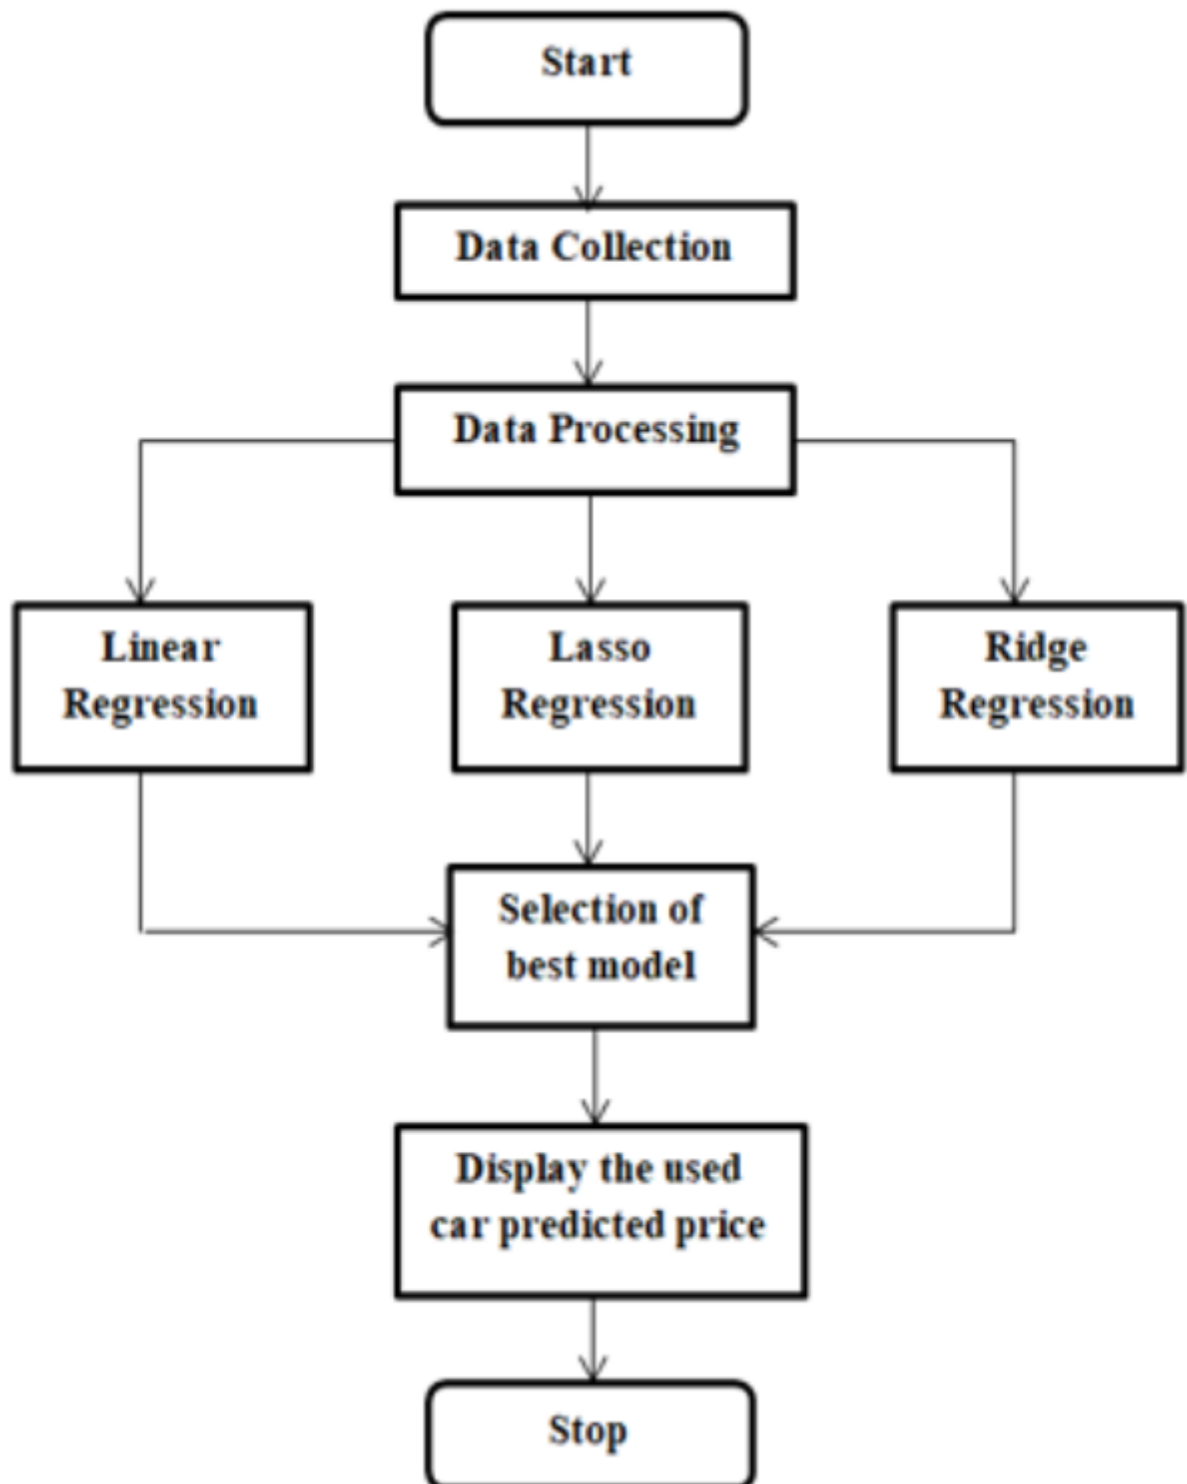 Start
Data Collection
Data Processing
Linear
Regression
Lasso
Regression
Ridge
Regression
Selection of
best model
Display the used
car predicted price
Stop